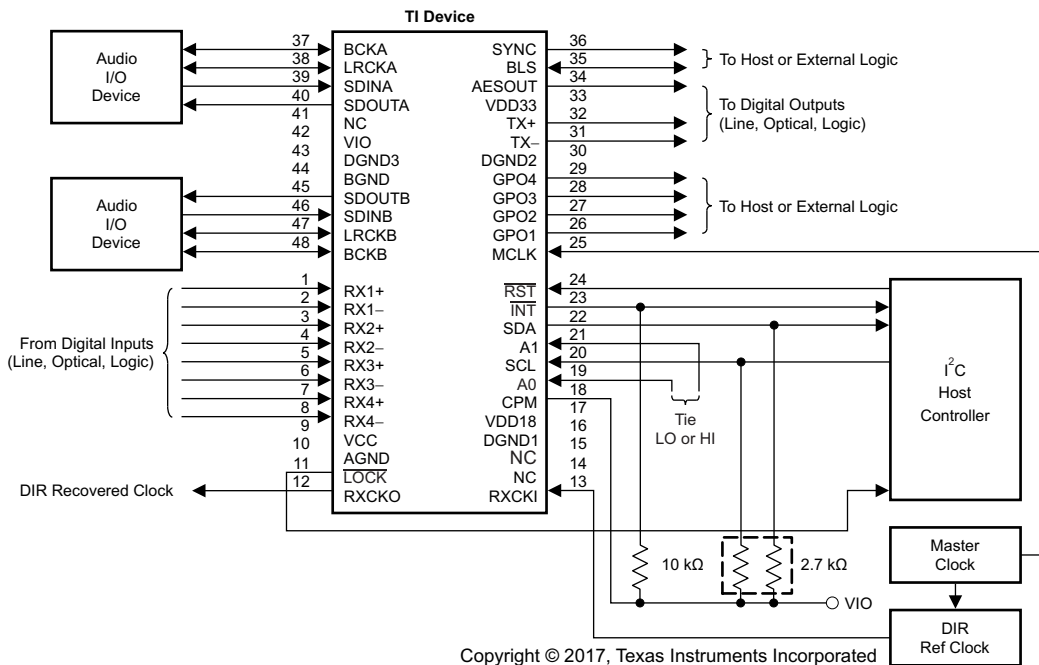 TI Device
Audio
I/O
Device
37
38
39
40
41
42
43
44
45
46
47
48
Audio
I/O
Device
BCKA
LRCKA
SDINA
SDOUTA
NC
VIO
DGND3
BGND
SDOUTB
SDINB
LRCKB
BCKB
SYNC
BLS
AESOUT
VDD33
TX+
TX–
DGND2
GPO4
GPO3
GPO2
GPO1
MCLK
36
35
34
33
32
31
30
29
28
27
26
25
To Host or External Logic
To Digital Outputs
(Line, Optical, Logic)
To Host or External Logic
From Digital Inputs
(Line, Optical, Logic)
1
2
3
4
5
6
7
8
9
10
11
12
RX1+
RX1–
RX2+
RX2–
RX3+
RX3–
RX4+
RX4–
VCC
AGND
LOCK
RXCKO
DIR Recovered Clock
RST
INT
SDA
A1
SCL
A0
CPM
VDD18
DGND1
NC
NC
RXCKI
24
23
22
21
20
19
18
17
16
15
14
13
Tie
LO or HI
I2C
Host
Controller
10 kΩ
2.7 kΩ
VIO
Master
Clock
DIR
Ref Clock
Copyright © 2017, Texas Instruments Incorporated